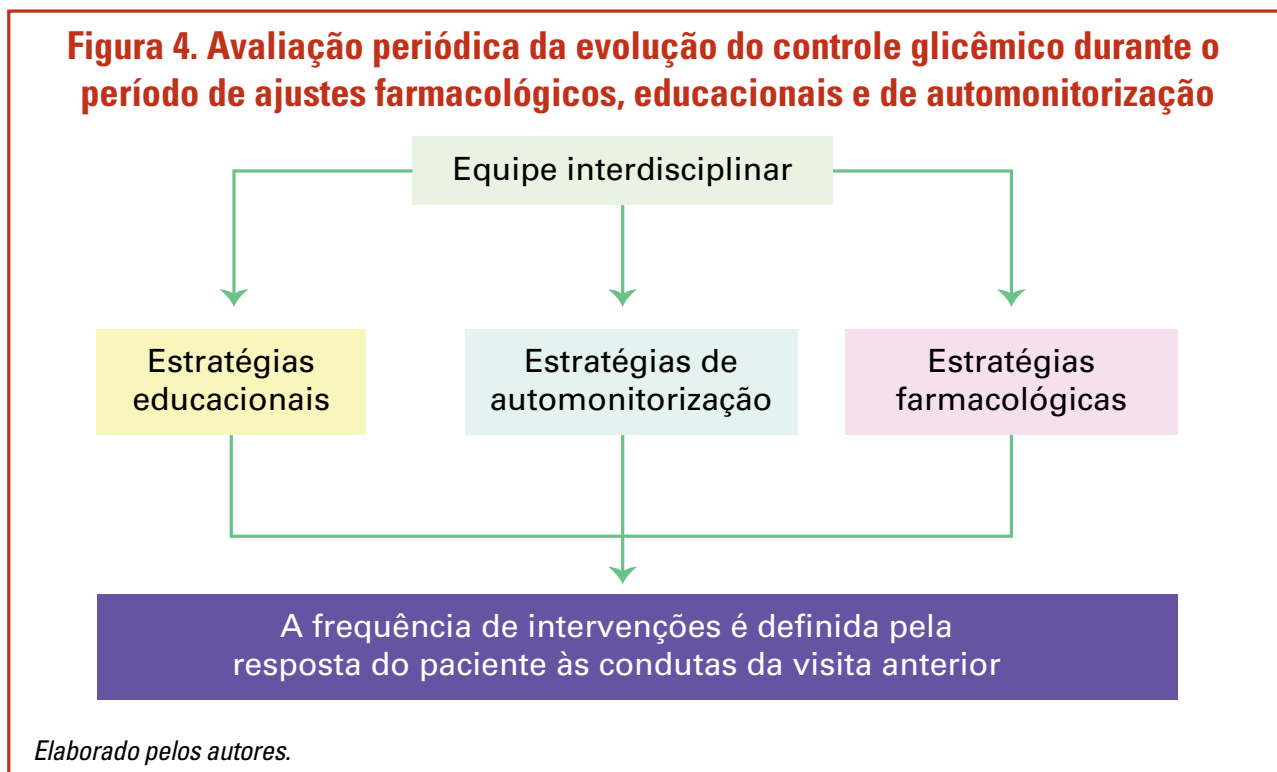 Figura 4. Avaliação periódica da evolução do controle glicêmico durante o
período de ajustes farmacológicos, educacionais e de automonitorização
Equipe interdisciplinar
Estratégias
educacionais
Estratégias de
automonitorização
Estratégias
farmacológicas
A frequência de intervenções é definida pela
resposta do paciente às condutas da visita anterior
Elaborado pelos autores.